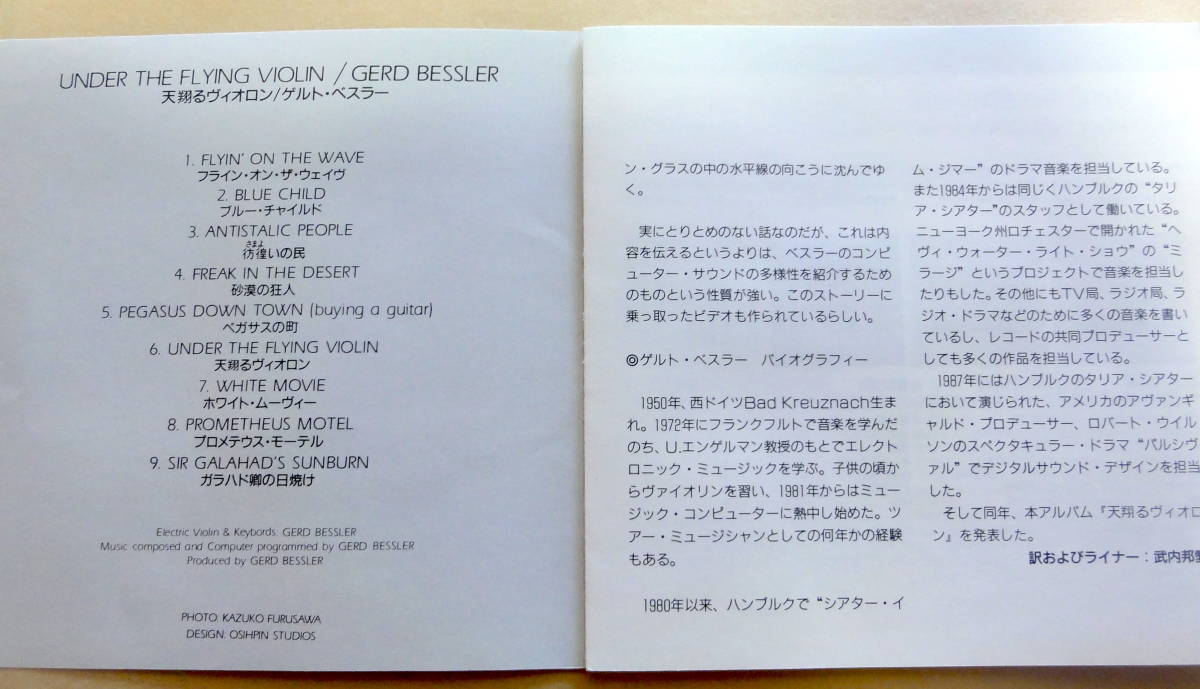 UNDER THE FLYING VIOLIN / GERD BESSLER
天翔るヴィオロン/ゲルト・ベスラー
1. FLYIN' ON THE WAVE
フライン・オン・ザ・ウェイヴ
2. BLUE CHILD
ブルー・チャイルド
3. ANTISTALIC PEOPLE
さまよ
彷徨いの民
4. FREAK IN THE DESERT
砂漠の狂人
5. PEGASUS DOWN TOWN (buying a guitar)
ペガサスの町
6. UNDER THE FLYING VIOLIN
天翔るヴィオロン
7. WHITE MOVIE
ホワイト・ムーヴィー
8. PROMETHEUS MOTEL
プロメテウス・モーテル
9. SIR GALAHAD'S SUNBURN
ガラハド卿の日焼け
Electric Violin & Keybords: GERD BESSLER
Music composed and Computer programmed by GERD BESSLER
Produced by GERD BESSLER
PHOTO: KAZUKO FURUSAWA
DESIGN: OSIHPIN STUDIOS
ン・グラスの中の水平線の向こうに沈んでゆ
く。
実にとりとめのない話なのだが、これは内
容を伝えるというよりは、ベスラーのコンピ
ューター・サウンドの多様性を紹介するため
のものという性質が強い。このストーリーに
乗っ取ったビデオも作られているらしい。
◎ゲルト・ベスラー バイオグラフィー
1950年、西ドイツBad Kreuznach生ま
れ。1972年にフランクフルトで音楽を学んだ
のち、U.エンゲルマン教授のもとでエレクト
ロニック・ミュージックを学ぶ。子供の頃か
らヴァイオリンを習い、1981年からはミュー
ジック・コンピューターに熱中し始めた。ツ
アー・ミュージシャンとしての何年かの経験
もある。
1980年以来、ハンブルクで“シアター・イ
ム・ジマー”のドラマ音楽を担当している。
また1984年からは同じくハンブルクの“タリ
ア・シアター”のスタッフとして働いている。
ニューヨーク州ロチェスターで開かれた“ヘ
ヴィ・ウォーター・ライト・ショウ”の“ミ
ラージ”というプロジェクトで音楽を担当し
たりもした。その他にもTV局、ラジオ局、ラ
ジオ・ドラマなどのために多くの音楽を書い
ているし、レコードの共同プロデューサーと
しても多くの作品を担当している。
1987年にはハンブルクのタリア・シアター
において演じられた、アメリカのアヴァンギ
ャルド・プロデューサー、ロバート・ウイル
ソンのスペクタキュラー・ドラマ“パルシヴ
ァル”でデジタルサウンド・デザインを担当
した。
そして同年、本アルバム『天翔るヴィオロ
ン』を発表した。
訳およびライナー：武内邦